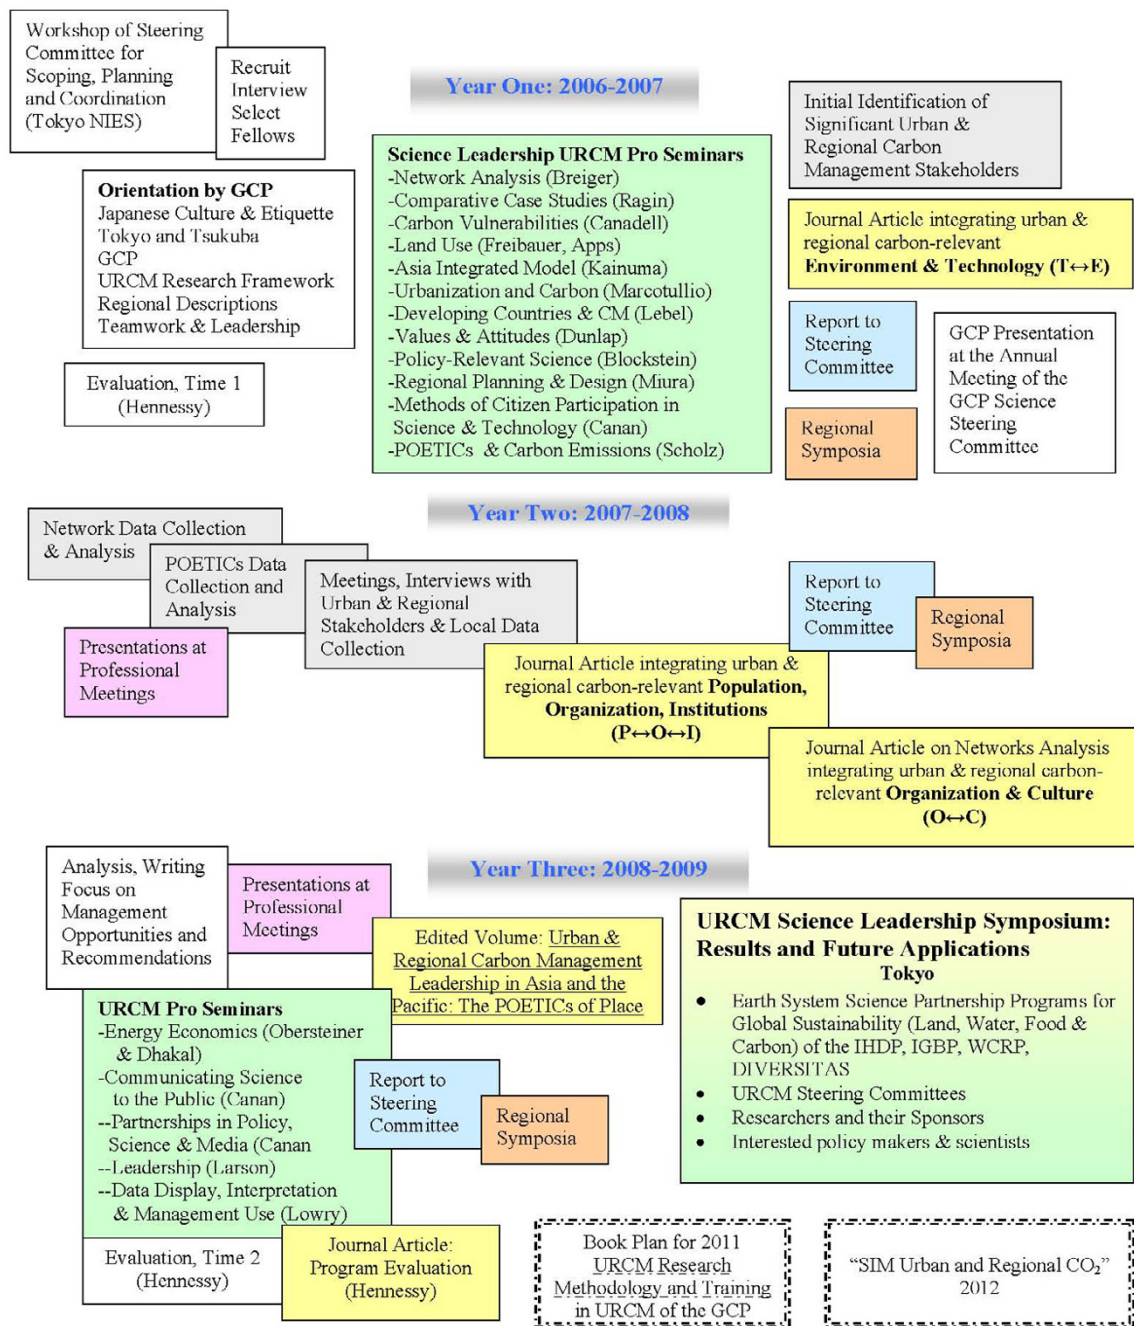 Workshop of Steering
Committee for
Scoping, Planning
and Coordination
(Tokyo NIES)
Recruit
Interview
Select
Fellows
Year One: 2006-2007
Initial Identification of
Significant Urban &
Regional Carbon
Management Stakeholders
Orientation by GCP
Japanese Culture & Etiquette
Tokyo and Tsukuba
GCP
URCM Research Framework
Regional Descriptions
Teamwork & Leadership
Evaluation, Time 1
(Hennessy)
Science Leadership URCM Pro Seminars
-Network Analysis (Breiger)
-Comparative Case Studies (Ragin)
-Carbon Vulnerabilities (Canadell)
-Land Use (Freibauer, Apps)
-Asia Integrated Model (Kainuma)
-Urbanization and Carbon (Marcotullio)
-Developing Countries & CM (Lebel)
-Values & Attitudes (Dunlap)
-Policy-Relevant Science (Blockstein)
-Regional Planning & Design (Miura)
-Methods of Citizen Participation in
Science & Technology (Canan)
-POETICs & Carbon Emissions (Scholz)
Journal Article integrating urban &
regional carbon-relevant
Environment & Technology (T↔E)
Report to
Steering
Committee
GCP Presentation
at the Annual
Meeting of the
GCP Science
Steering
Committee
Regional
Symposia
Year Two: 2007-2008
Network Data Collection
& Analysis
POETICs Data
Collection and
Analysis
Meetings, Interviews with
Urban & Regional
Stakeholders & Local Data
Collection
Presentations at
Professional
Meetings
Report to
Steering
Committee
Regional
Symposia
Journal Article integrating urban &
regional carbon-relevant Population,
Organization, Institutions
(P↔O↔I)
Journal Article on Networks Analysis
integrating urban & regional carbon-
relevant Organization & Culture
(O↔C)
Year Three: 2008-2009
Analysis, Writing
Focus on
Management
Opportunities and
Recommendations
Presentations at
Professional
Meetings
Edited Volume: Urban &
Regional Carbon Management
Leadership in Asia and the
Pacific: The POETICs of Place
URCM Pro Seminars
-Energy Economics (Obersteiner
& Dhakal)
-Communicating Science
to the Public (Canan)
--Partnerships in Policy,
Science & Media (Canan
--Leadership (Larson)
--Data Display, Interpretation
& Management Use (Lowry)
Report to
Steering
Committee
Regional
Symposia
URCM Science Leadership Symposium:
Results and Future Applications
Tokyo
• Earth System Science Partnership Programs for
Global Sustainability (Land, Water, Food &
Carbon) of the IHDP, IGBP, WCRP,
DIVERSITAS
• URCM Steering Committees
• Researchers and their Sponsors
• Interested policy makers & scientists
Evaluation, Time 2
(Hennessy)
Journal Article:
Program Evaluation
(Hennessy)
Book Plan for 2011
URCM Research
Methodology and Training
in URCM of the GCP
“SIM Urban and Regional CO₂”
2012